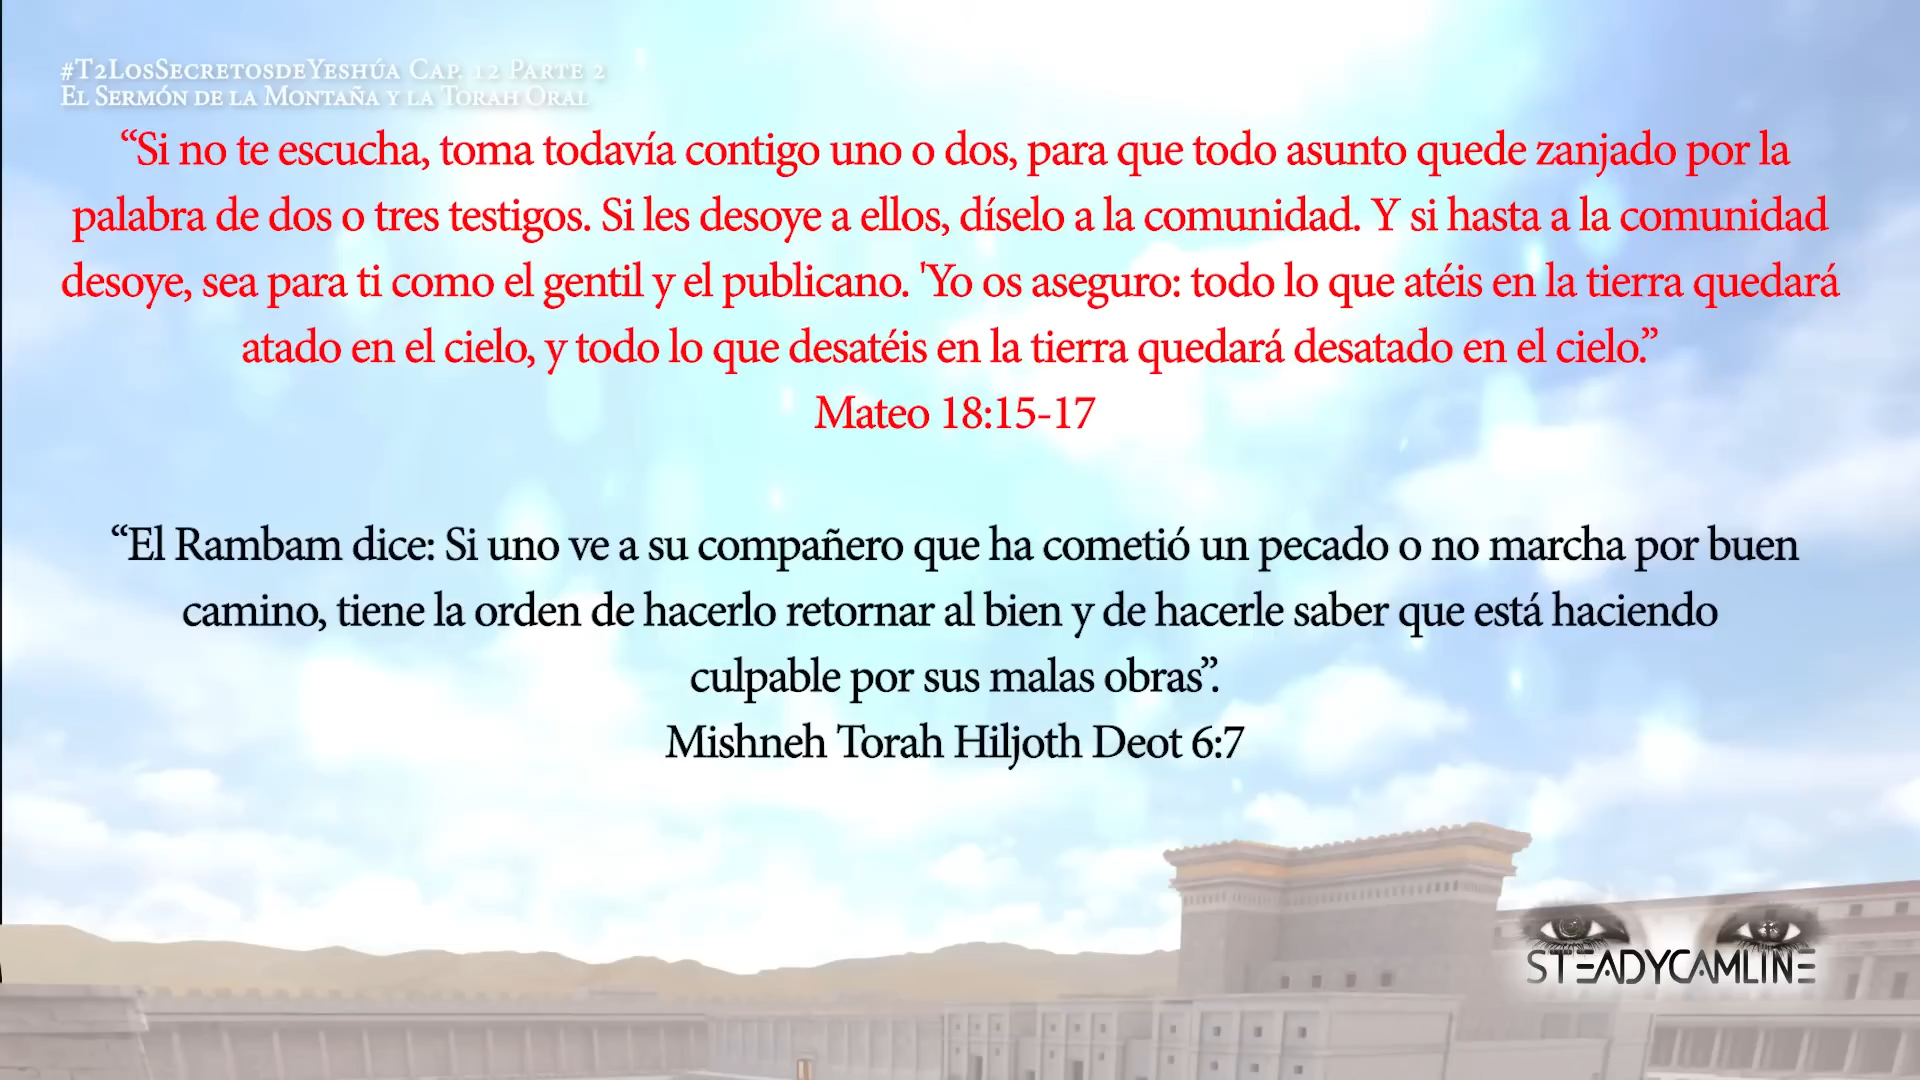 #T2LosSecretosdeYeshúa Cap. 12 Parte 2
El Sermón de la Montaña y la Torah Oral
“Si no te escucha, toma todavía contigo uno o dos, para que todo asunto quede zanjado por la
palabra de dos o tres testigos. Si les desoye a ellos, díselo a la comunidad. Y si hasta a la comunidad
desoye, sea para ti como el gentil y el publicano. 'Yo os aseguro: todo lo que atéis en la tierra quedará
atado en el cielo, y todo lo que desatéis en la tierra quedará desatado en el cielo.”
Mateo 18:15-17
“El Rambam dice: Si uno ve a su compañero que ha cometió un pecado o no marcha por buen
camino, tiene la orden de hacerlo retornar al bien y de hacerle saber que está haciendo
culpable por sus malas obras”.
Mishneh Torah Hiljoth Deot 6:7
STEADYCAMLINE